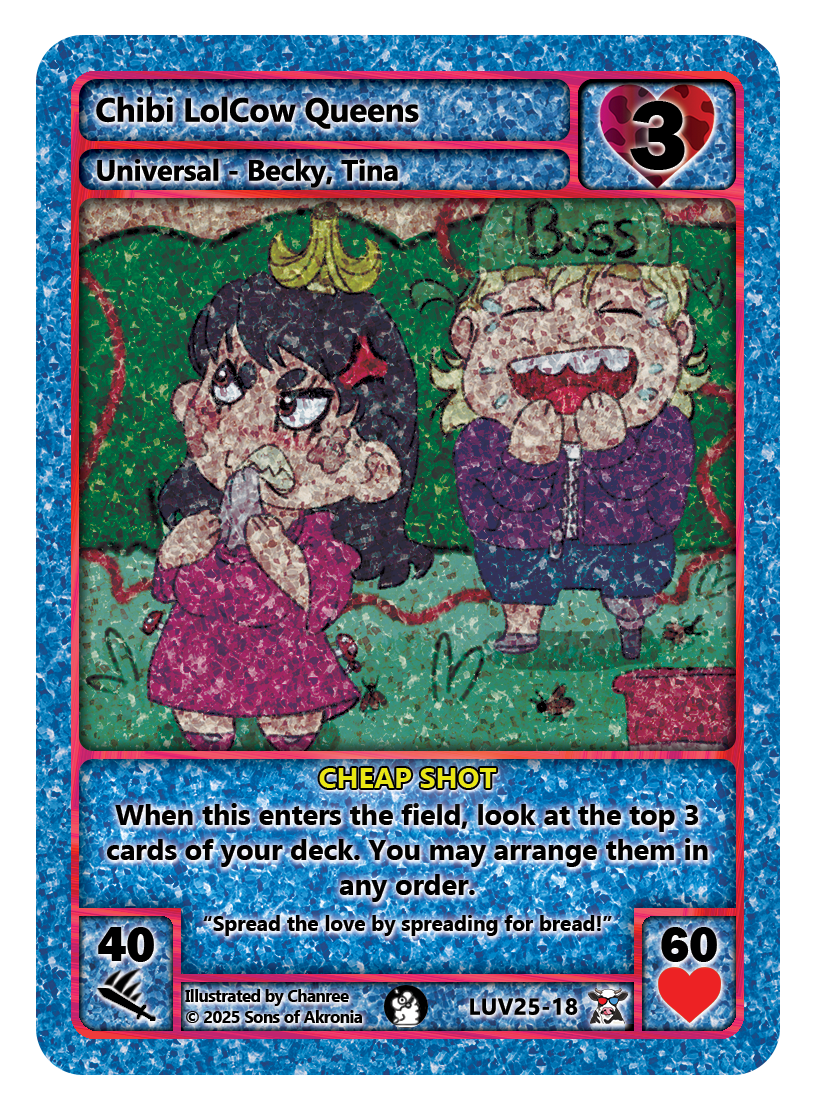 Chibi LolCow Queens
3
Universal - Becky, Tina
BOSS
CHEAP SHOT
When this enters the field, look at the top 3
cards of your deck. You may arrange them in
any order.
“Spread the love by spreading for bread!”
40
60
Illustrated by Chanree
© 2025 Sons of Akronia
LUV25-18